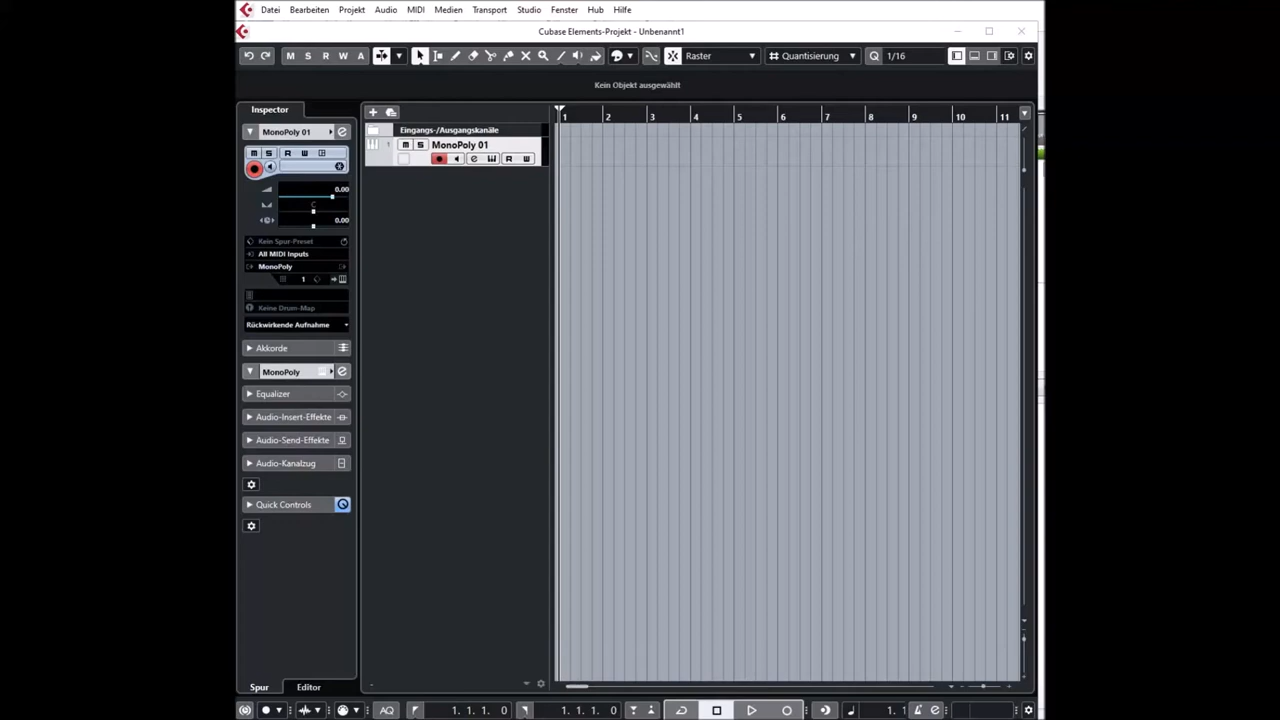 Datei Bearbeiten Projekt Audio MIDI Medien Transport Studio Fenster Hub Hilfe
Cubase Elements-Projekt - Unbenannt1
M S R W A Raster Quantisierung Q 1/16
Kein Objekt ausgewählt
Inspector
MonoPoly 01
M S R W
0.00
C
0.00
Kein Spur-Preset
All MIDI Inputs
MonoPoly
1
Keine Drum-Map
Rückwirkende Aufnahme
Akkorde
MonoPoly
Equalizer
Audio-Insert-Effekte
Audio-Send-Effekte
Audio-Kanalzug
Quick Controls
Spur Editor
Eingangs-/Ausgangskanäle
1 M S MonoPoly 01
R W
1 2 3 4 5 6 7 8 9 10 11
AQ 1. 1. 1. 0 1. 1. 1. 0 1. 1